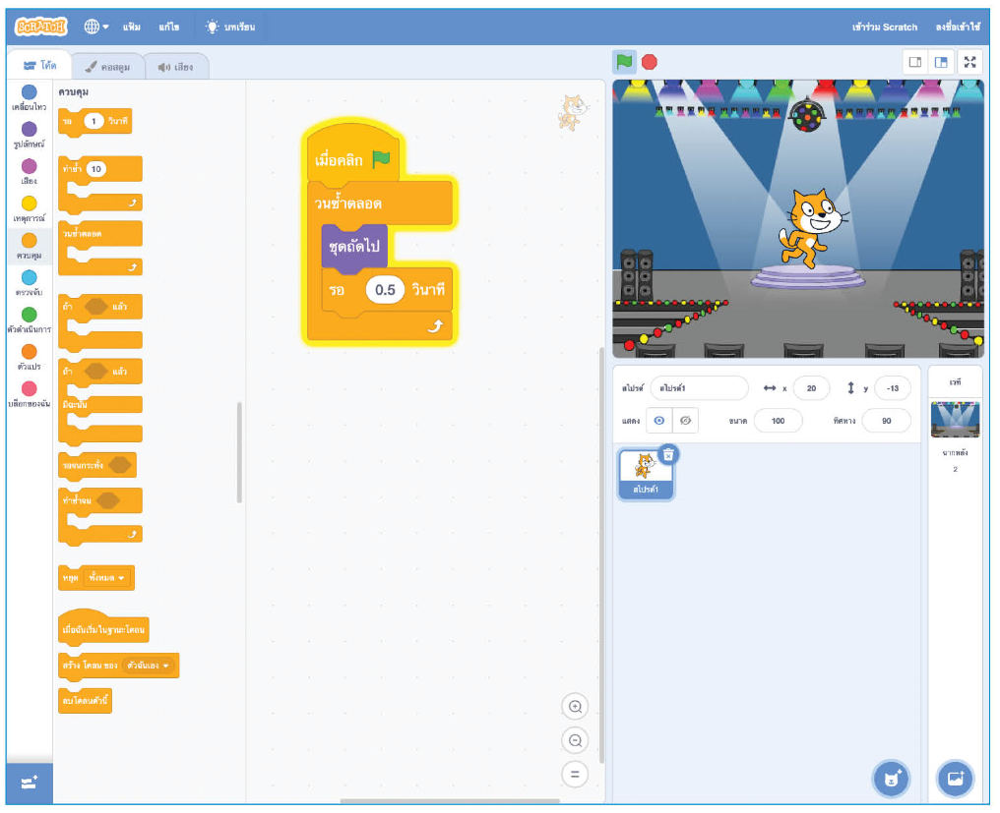 SCRATCH แฟ้ม แก้ไข บทเรียน เข้าร่วม Scratch ลงชื่อเข้าใช้
โค้ด คอสตูม เสียง
เคลื่อนไหว
รูปลักษณ์
เสียง
เหตุการณ์
ควบคุม
ตรวจจับ
ตัวดำเนินการ
ตัวแปร
บล็อกของฉัน
ควบคุม
รอ 1 วินาที
ทำซ้ำ 10
วนซ้ำตลอด
ถ้า แล้ว
ถ้า แล้ว
มิฉะนั้น
รอจนกระทั่ง
ทำซ้ำจน
หยุด ทั้งหมด
เมื่อฉันเริ่มในฐานะโคลน
สร้าง โคลน ของ ตัวฉันเอง
ลบโคลนตัวนี้
เมื่อคลิก
วนซ้ำตลอด
ชุดถัดไป
รอ 0.5 วินาที
สไปรต์ สไปรต์1 x 20 y -13
แสดง ขนาด 100 ทิศทาง 90
สไปรต์1
เวที
ฉากหลัง
2